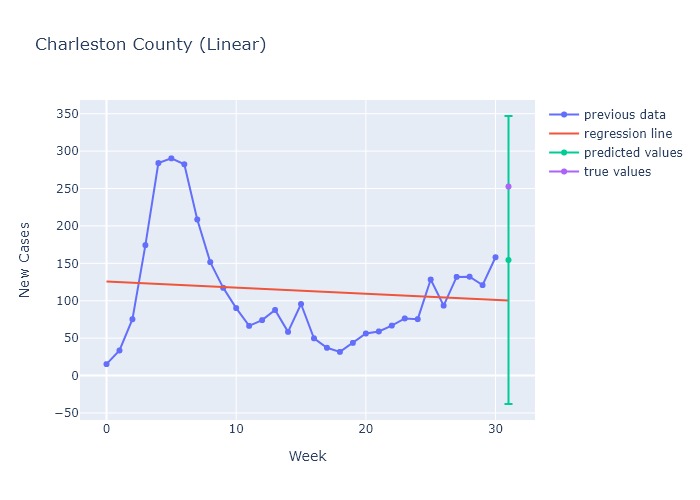 Charleston County (Linear)
350
300
250
200
150
100
50
0
−50
New Cases
0
10
20
30
Week
previous data
regression line
predicted values
true values